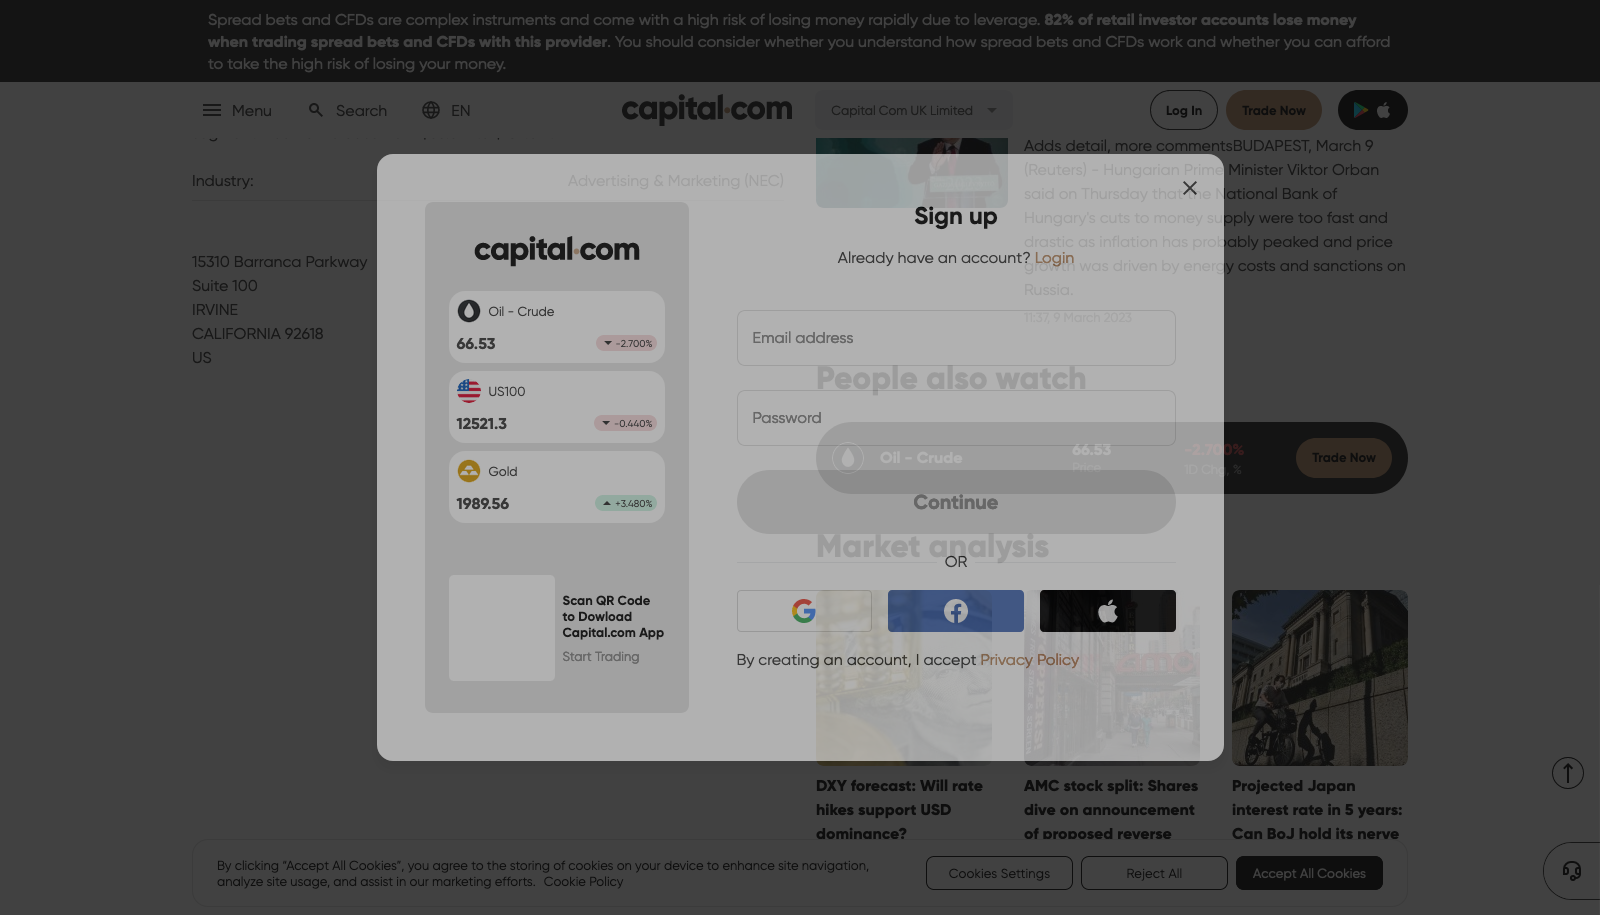 Spread bets and CFDs are complex instruments and come with a high risk of losing money rapidly due to leverage. 82% of retail investor accounts lose money
when trading spread bets and CFDs with this provider. You should consider whether you understand how spread bets and CFDs work and whether you can afford
to take the high risk of losing your money.
Menu
Search
EN
capital.com
Capital Com UK Limited
Log In
Trade Now
Industry:
Advertising & Marketing (NEC)
15310 Barranca Parkway
Suite 100
IRVINE
CALIFORNIA 92618
US
Adds detail, more commentsBUDAPEST, March 9
(Reuters) - Hungarian Prime Minister Viktor Orban
said on Thursday that the National Bank of
Hungary's cuts to money supply were too fast and
drastic as inflation has probably peaked and price
growth was driven by energy costs and sanctions on
Russia.
11:37, 9 March 2023
capital.com
Oil - Crude
66.53
-2.700%
US100
12521.3
-0.440%
Gold
1989.56
+3.480%
Scan QR Code
to Dowload
Capital.com App
Start Trading
Sign up
Already have an account? Login
Email address
Password
Continue
OR
By creating an account, I accept Privacy Policy
People also watch
Oil - Crude
66.53
Price
-2.700%
1D Chg, %
Trade Now
Market analysis
DXY forecast: Will rate
hikes support USD
dominance?
AMC stock split: Shares
dive on announcement
of proposed reverse
Projected Japan
interest rate in 5 years:
Can BoJ hold its nerve
By clicking "Accept All Cookies", you agree to the storing of cookies on your device to enhance site navigation,
analyze site usage, and assist in our marketing efforts. Cookie Policy
Cookies Settings
Reject All
Accept All Cookies